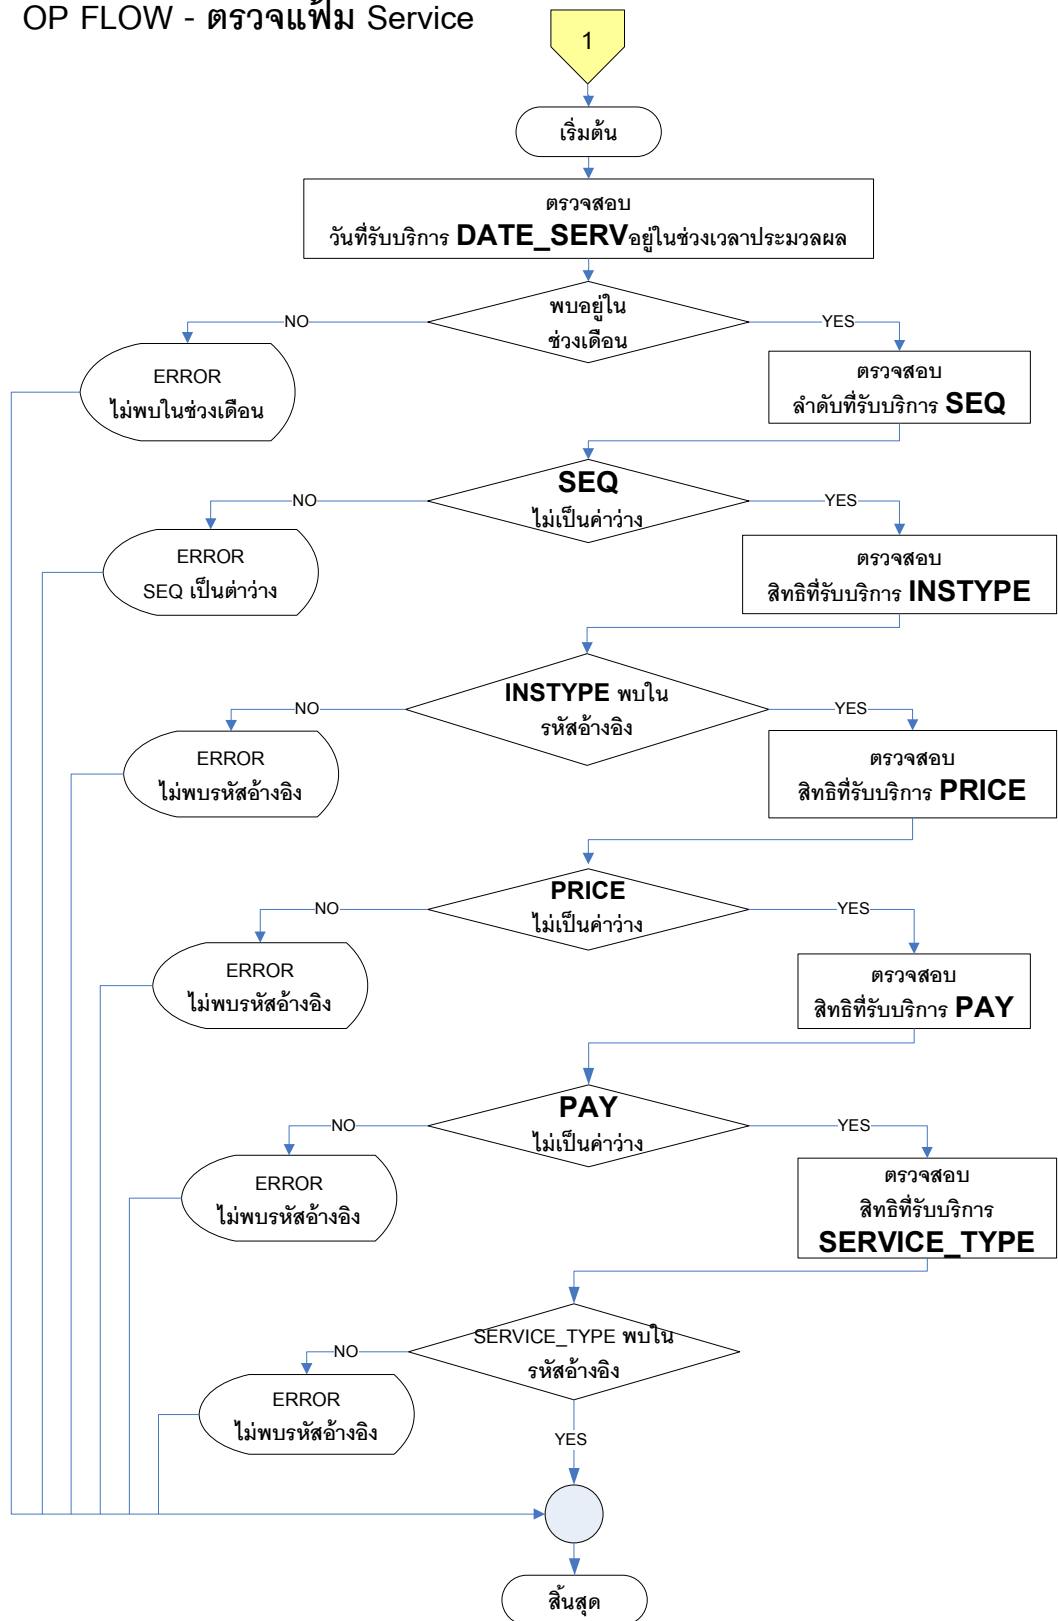 OP FLOW - ตรวจแฟ้ม Service
1
เริ่มต้น
ตรวจสอบ
วันที่รับบริการ DATE_SERVอยู่ในช่วงเวลาประมวลผล
พบอยู่ใน
ช่วงเดือน
NO
YES
ERROR
ไม่พบในช่วงเดือน
ตรวจสอบ
ลำดับที่รับบริการ SEQ
SEQ
ไม่เป็นค่าว่าง
NO
YES
ERROR
SEQ เป็นต่าว่าง
ตรวจสอบ
สิทธิที่รับบริการ INSTYPE
INSTYPE พบใน
รหัสอ้างอิง
NO
YES
ERROR
ไม่พบรหัสอ้างอิง
ตรวจสอบ
สิทธิที่รับบริการ PRICE
PRICE
ไม่เป็นค่าว่าง
NO
YES
ERROR
ไม่พบรหัสอ้างอิง
ตรวจสอบ
สิทธิที่รับบริการ PAY
PAY
ไม่เป็นค่าว่าง
NO
YES
ERROR
ไม่พบรหัสอ้างอิง
ตรวจสอบ
สิทธิที่รับบริการ
SERVICE_TYPE
SERVICE_TYPE พบใน
รหัสอ้างอิง
NO
ERROR
ไม่พบรหัสอ้างอิง
YES
สิ้นสุด